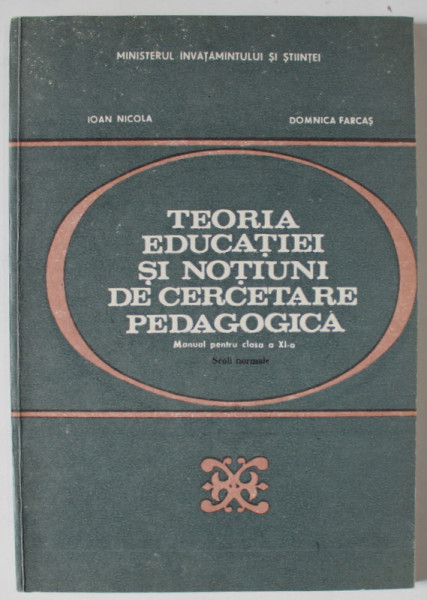 MINISTERUL ÎNVĂȚĂMÎNTULUI ȘI ȘTIINȚEI
IOAN NICOLA DOMNICA FARCAȘ
TEORIA
EDUCAȚIEI
ȘI NOȚIUNI
DE CERCETARE
PEDAGOGICĂ
Manual pentru clasa a XI-a
Școli normale